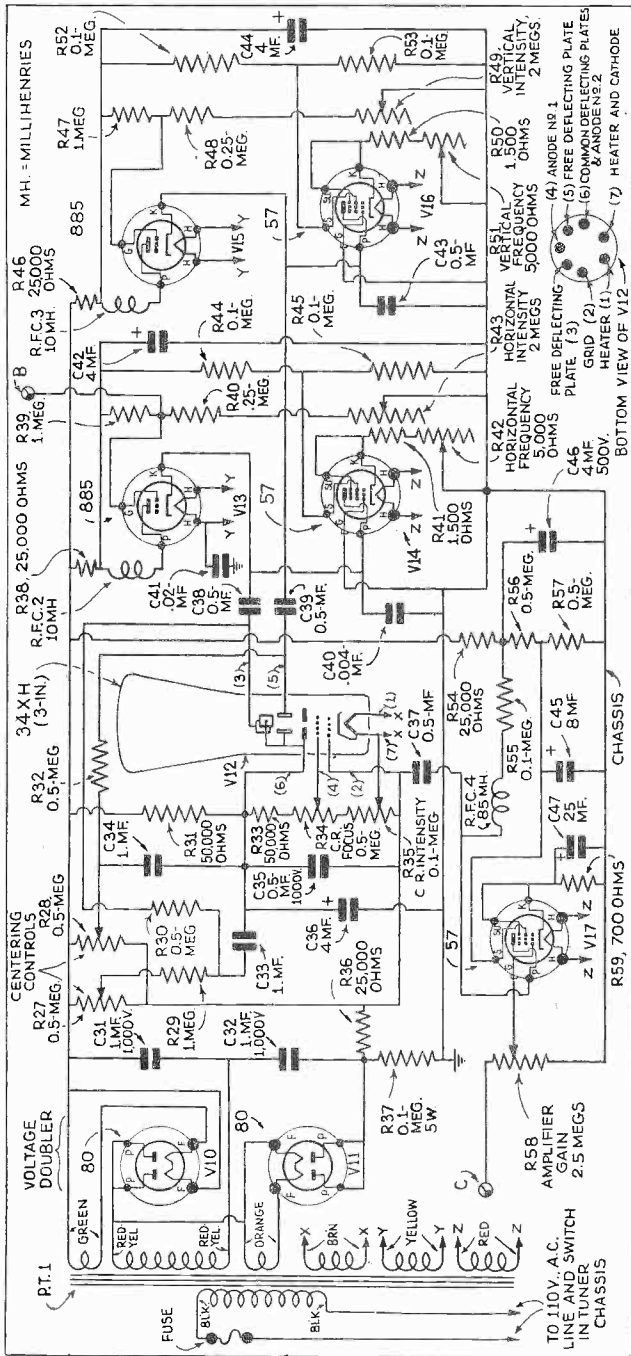 MH. = MILLIHENRIES
R52
0.1-
MEG.
R47
1.MEG
C44
4
MF.
R53
0.1-
MEG.
R48
0.25-
MEG.
R49,
VERTICAL
INTENSITY,
2 MEGS.
R50
1,500
OHMS
R51
VERTICAL
FREQUENCY
5,000 OHMS
885
G
K
P
H
H
V15
Y
Y
57
S
SU
G
K
P
H
H
V16
Z
Z
C43
0.5-
MF
R46
25,000
OHMS
R.F.C.3
10 MH.
C42
4 MF.
R44
0.1-
MEG.
R45
0.1-
MEG.
R43
HORIZONTAL
INTENSITY
2 MEGS
R42
HORIZONTAL
FREQUENCY
5,000
OHMS
B
R39
1.MEG.
R40
.25-
MEG.
885
G
K
P
H
H
V13
Y
Y
57
S
SU
G
K
P
H
H
V14
Z
Z
R41
1,500
OHMS
R38, 25,000 OHMS
R.F.C.2
10 MH
C41
.02-
MF
C38
0.5-
MF.
C39
0.5-MF
C40
.004-
MF.
(4) ANODE Nº.1
(5) FREE DEFLECTING PLATE
(6) COMMON DEFLECTING PLATES
& ANODE Nº.2
(7) HEATER AND CATHODE
FREE DEFLECTING
PLATE (3)
GRID (2)
HEATER (1)
BOTTOM VIEW OF V12
C46
4 MF.
500V.
R56
0.5-MEG.
R57
0.5-
MEG.
R54
25,000
OHMS
R55
0.1-MEG
C45
8 MF
R.F.C.4
85 MH.
C47
25
MF.
CHASSIS
34XH
(3-IN.)
R32
0.5-MEG
V12
(3)
(5)
(6)
(4)
(2)
(7)
(1)
X X
C37
0.5-MF
R31
50,000
OHMS
R33
50,000
OHMS
R34
C.R.
FOCUS
0.5-
MEG.
R35
C R.INTENSITY
0.1-MEG
C34
1.MF.
C35
0.5-
MF.
1000V.
C36
4 MF.
C33
1. MF.
R36
25,000
OHMS
CENTERING
CONTROLS
R28,
0.5-MEG
R27
0.5-MEG.
R30
0.5-
MEG
R29
1.MEG.
C31
1.MF.
1,000V
C32
1.MF.
1,000V
R37
0.1-
MEG.
5W
57
S
SU
G
K
P
H
H
V17
Z
Z
R59, 700 OHMS
R58
AMPLIFIER
GAIN
2.5 MEGS
C
VOLTAGE
DOUBLER
80
P
P
F
F
V10
80
F
F
P
P
V11
P.T.1
GREEN
RED-
YEL
RED-
YEL
ORANGE
X
BRN
X
Y
YELLOW
Y
Z
RED
Z
FUSE
BLK
BLK
TO 110V., A.C.
LINE AND SWITCH
IN TUNER
CHASSIS